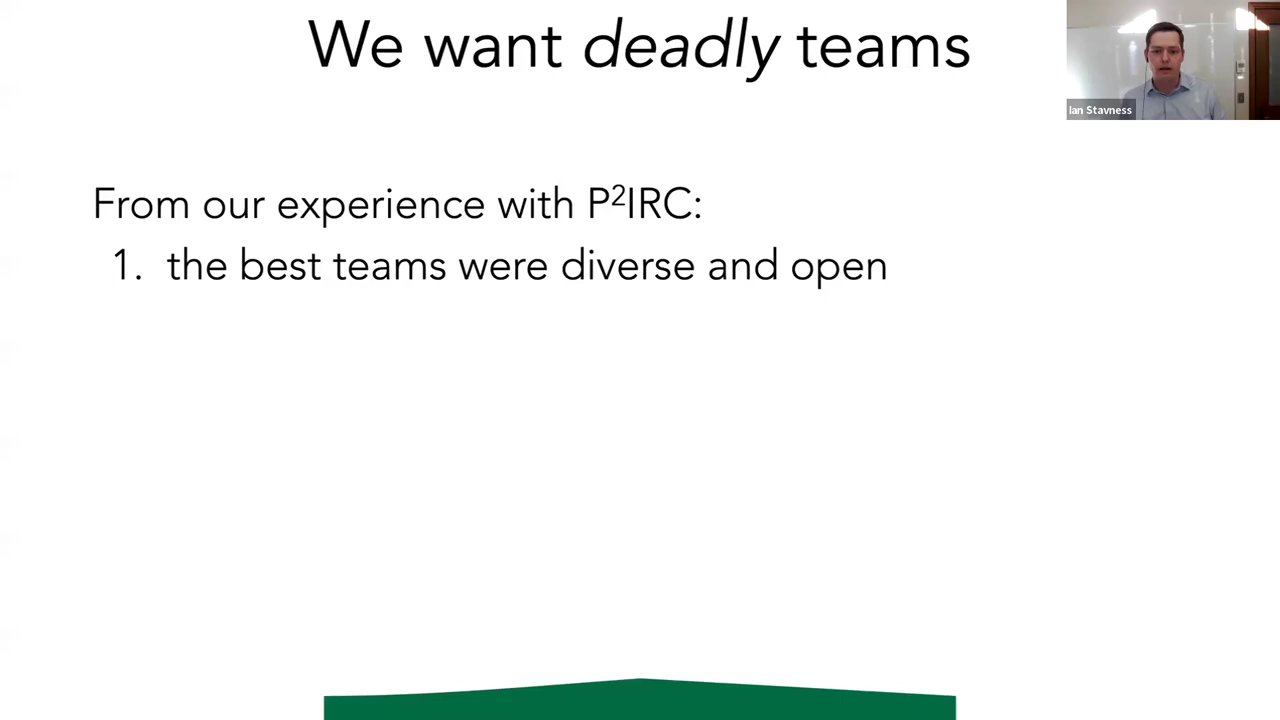 We want deadly teams
Ian Stavness
From our experience with P²IRC:
1. the best teams were diverse and open